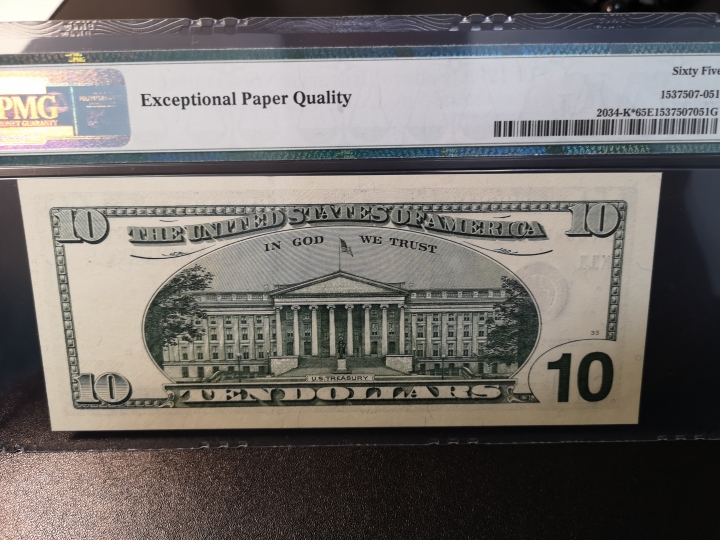 Sixty Five
PMG
Exceptional Paper Quality
1537507-051
2034-K*65E1537507051G
10
10
THE UNITED STATES OF AMERICA
IN GOD WE TRUST
33
U.S. TREASURY
10
TEN DOLLARS
10